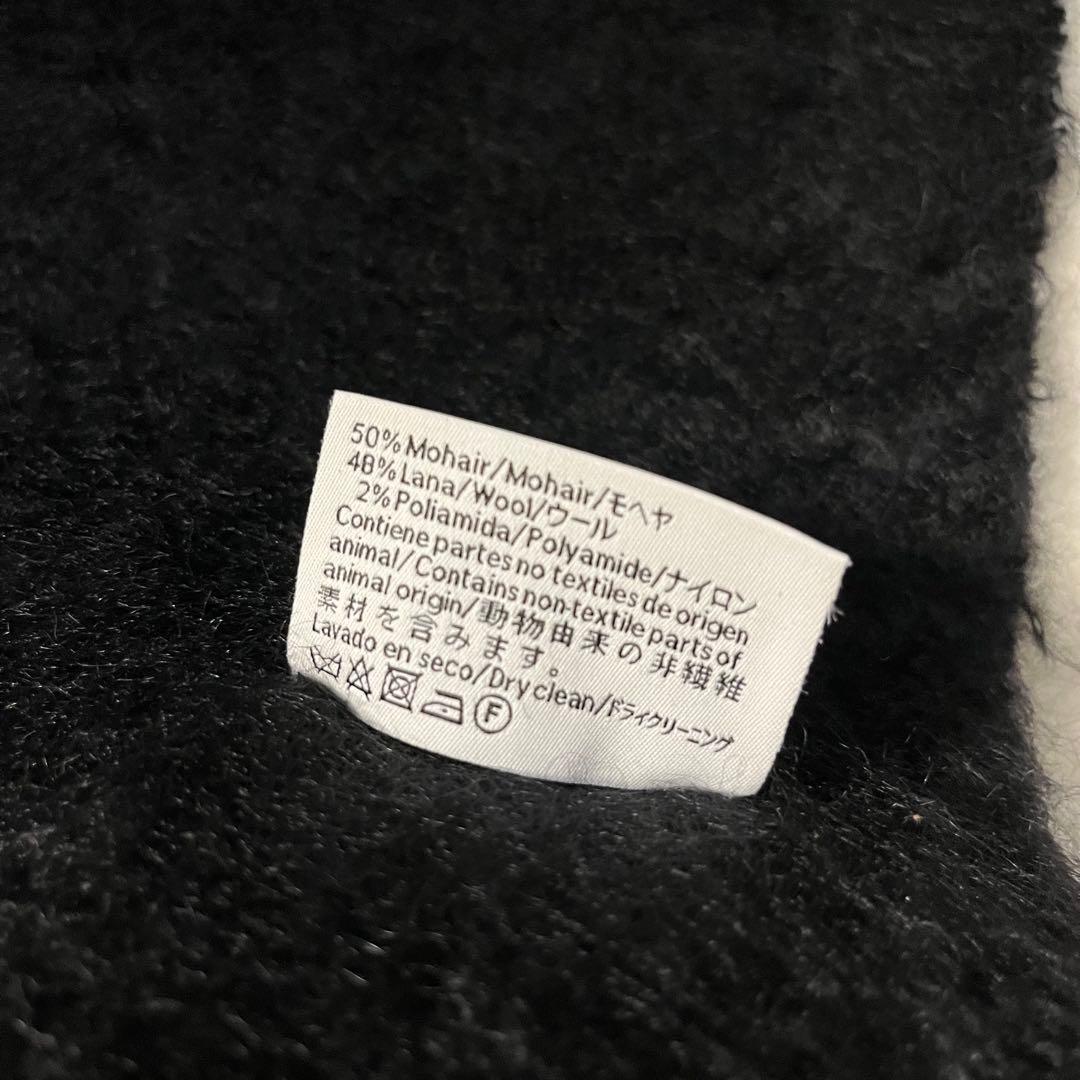 50% Mohair/Mohair/モヘヤ
48% Lana/Wool/ウール
2% Poliamida/Polyamide/ナイロン
Contiene partes no textiles de origen
animal/Contains non-textile parts of
animal origin/動物由来の非繊維
素材を含みます。
Lavado en seco/Dry clean/ドライクリーニング
F